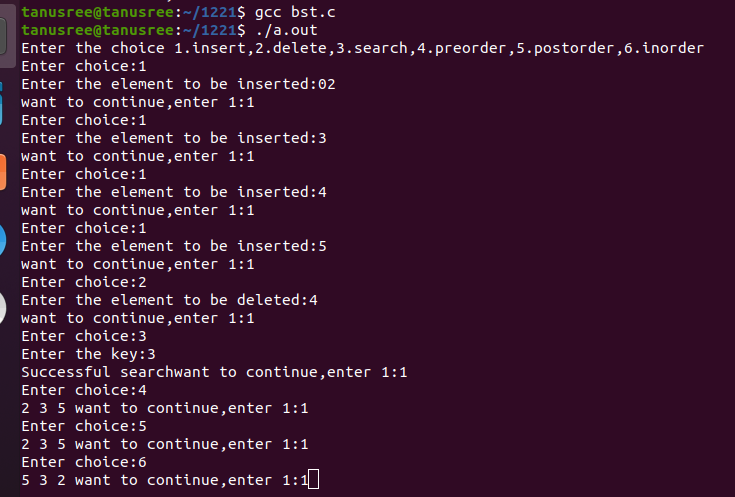 tanusree@tanusree:~/1221$ gcc bst.c
tanusree@tanusree:~/1221$ ./a.out
Enter the choice 1.insert,2.delete,3.search,4.preorder,5.postorder,6.inorder
Enter choice:1
Enter the element to be inserted:02
want to continue,enter 1:1
Enter choice:1
Enter the element to be inserted:3
want to continue,enter 1:1
Enter choice:1
Enter the element to be inserted:4
want to continue,enter 1:1
Enter choice:1
Enter the element to be inserted:5
want to continue,enter 1:1
Enter choice:2
Enter the element to be deleted:4
want to continue,enter 1:1
Enter choice:3
Enter the key:3
Successful searchwant to continue,enter 1:1
Enter choice:4
2 3 5 want to continue,enter 1:1
Enter choice:5
2 3 5 want to continue,enter 1:1
Enter choice:6
5 3 2 want to continue,enter 1:1